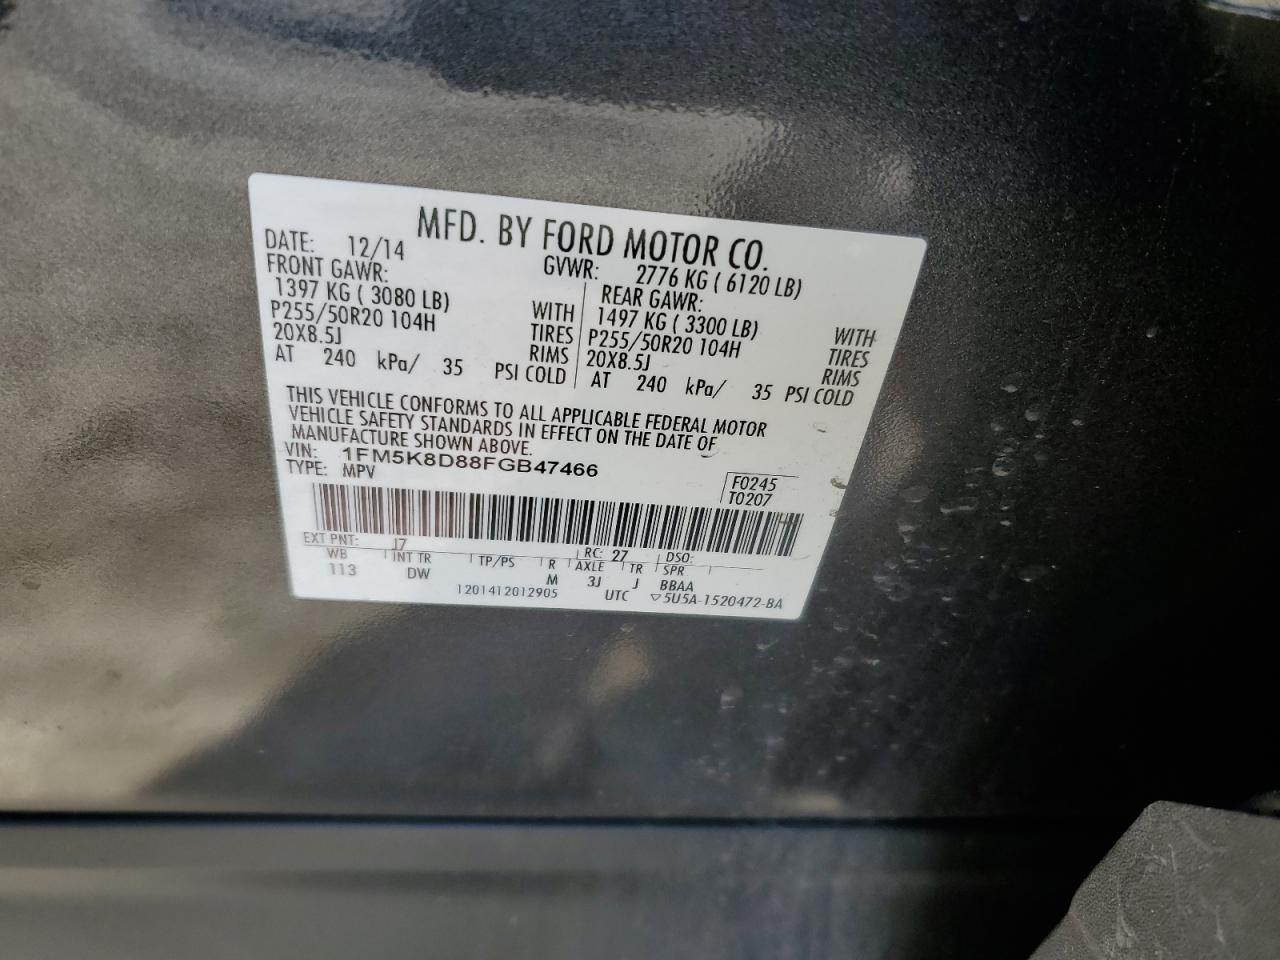 MFD. BY FORD MOTOR CO.
DATE: 12/14 GVWR: 2776 KG ( 6120 LB)
FRONT GAWR: REAR GAWR:
1397 KG ( 3080 LB) WITH 1497 KG ( 3300 LB) WITH
P255/50R20 104H TIRES P255/50R20 104H TIRES
20X8.5J RIMS 20X8.5J RIMS
AT 240 kPa/ 35 PSI COLD AT 240 kPa/ 35 PSI COLD
THIS VEHICLE CONFORMS TO ALL APPLICABLE FEDERAL MOTOR
VEHICLE SAFETY STANDARDS IN EFFECT ON THE DATE OF
MANUFACTURE SHOWN ABOVE.
VIN: 1FM5K8D88FGB47466
TYPE: MPV
F0245
T0207
EXT PNT: J7 RC: 27 DSO:
WB INT TR TP/PS R AXLE TR SPR
113 DW M 3J J BBAA
1201412012905 UTC ▽5U5A-1520472-BA